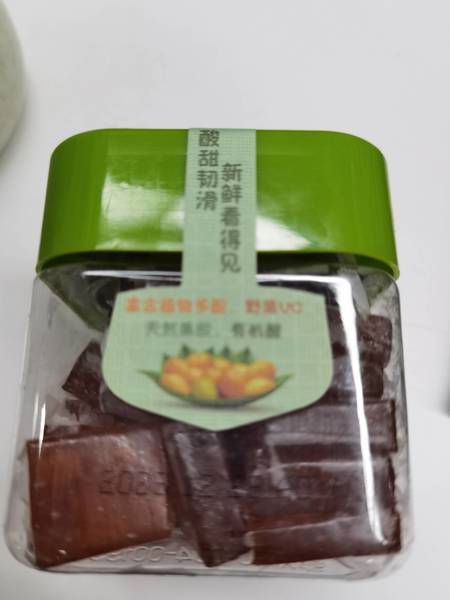 酸甜韧滑
新鲜看得见
富含植物多酚、野果VC
天然果胶、有机酸